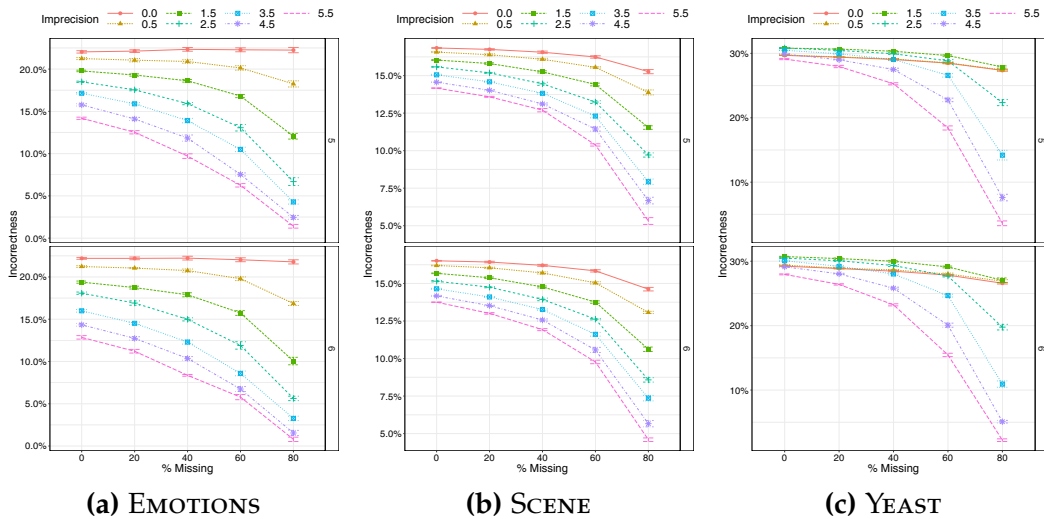 Imprecision 0.0 1.5 3.5 5.5
0.5 2.5 4.5
Incorrectness
20.0%
15.0%
10.0%
5.0%
0.0%
5
20.0%
15.0%
10.0%
5.0%
0.0%
6
0 20 40 60 80
% Missing
(a) EMOTIONS
Imprecision 0.0 1.5 3.5 5.5
0.5 2.5 4.5
Incorrectness
15.0%
12.5%
10.0%
7.5%
5.0%
5
15.0%
12.5%
10.0%
7.5%
5.0%
6
0 20 40 60 80
% Missing
(b) SCENE
Imprecision 0.0 1.5 3.5 5.5
0.5 2.5 4.5
Incorrectness
30%
20%
10%
5
30%
20%
10%
6
0 20 40 60 80
% Missing
(c) YEAST